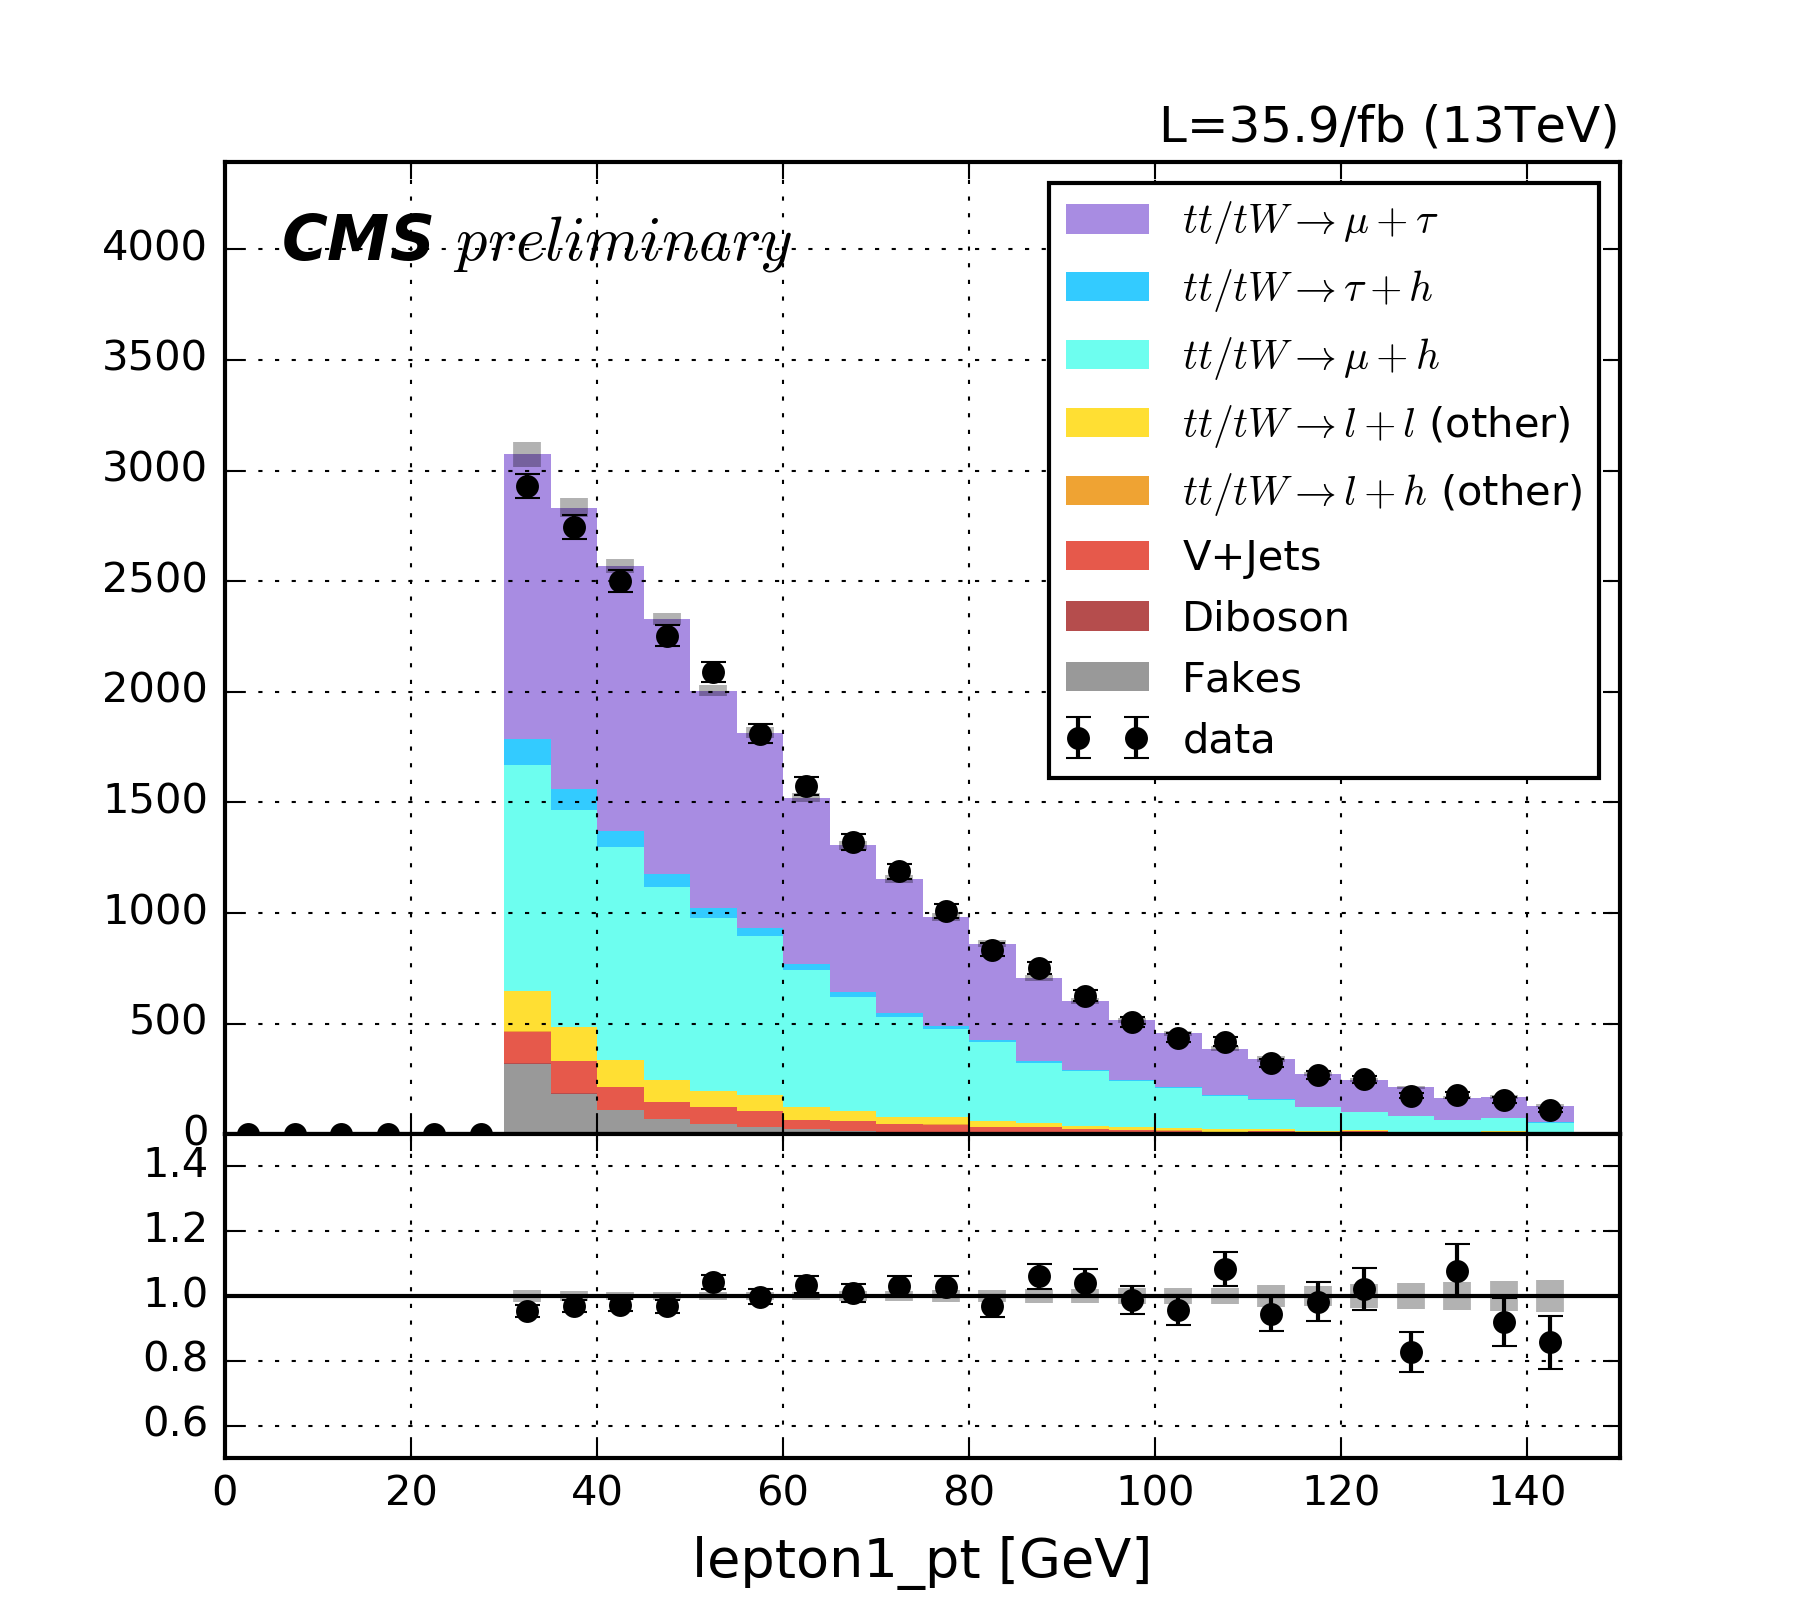 L=35.9/fb (13TeV)
CMS preliminary
4000
3500
3000
2500
2000
1500
1000
500
0
tt/tW→μ+τ
tt/tW→τ+h
tt/tW→μ+h
tt/tW→l+l (other)
tt/tW→l+h (other)
V+Jets
Diboson
Fakes
data
1.4
1.2
1.0
0.8
0.6
0 20 40 60 80 100 120 140
lepton1_pt [GeV]